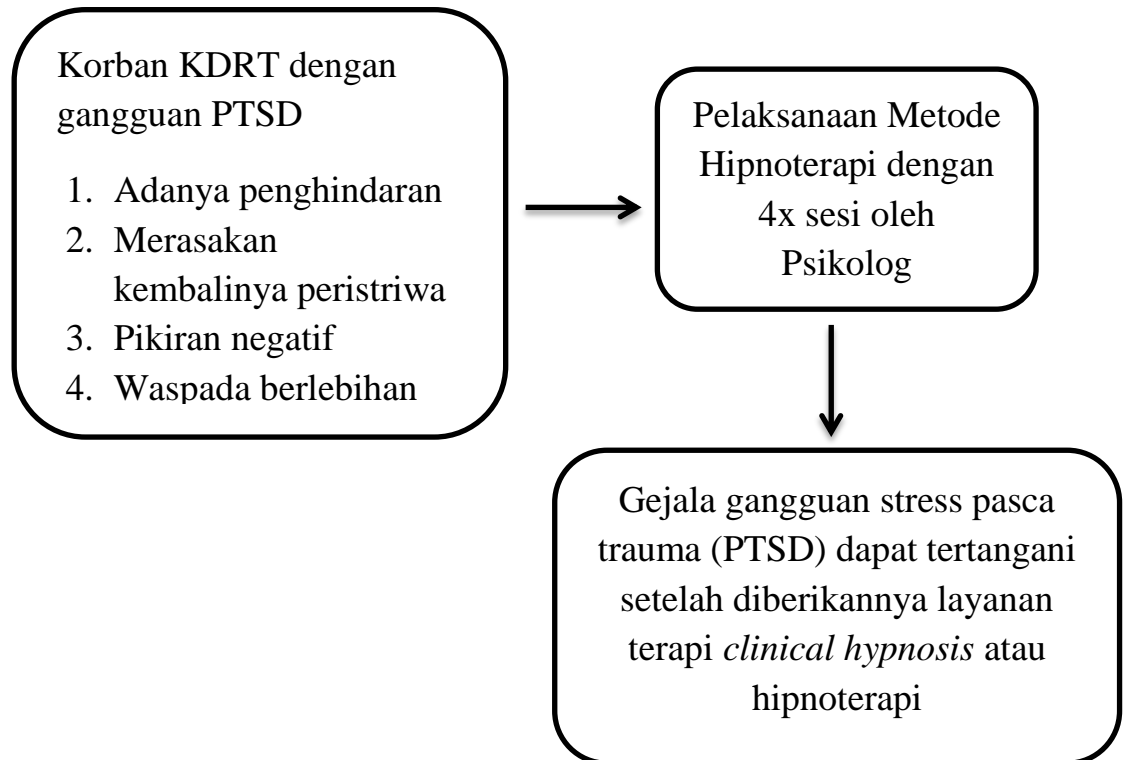 Korban KDRT dengan
gangguan PTSD
1. Adanya penghindaran
2. Merasakan
kembalinya peristriwa
3. Pikiran negatif
4. Waspada berlebihan
Pelaksanaan Metode
Hipnoterapi dengan
4x sesi oleh
Psikolog
Gejala gangguan stress pasca
trauma (PTSD) dapat tertangani
setelah diberikannya layanan
terapi clinical hypnosis atau
hipnoterapi